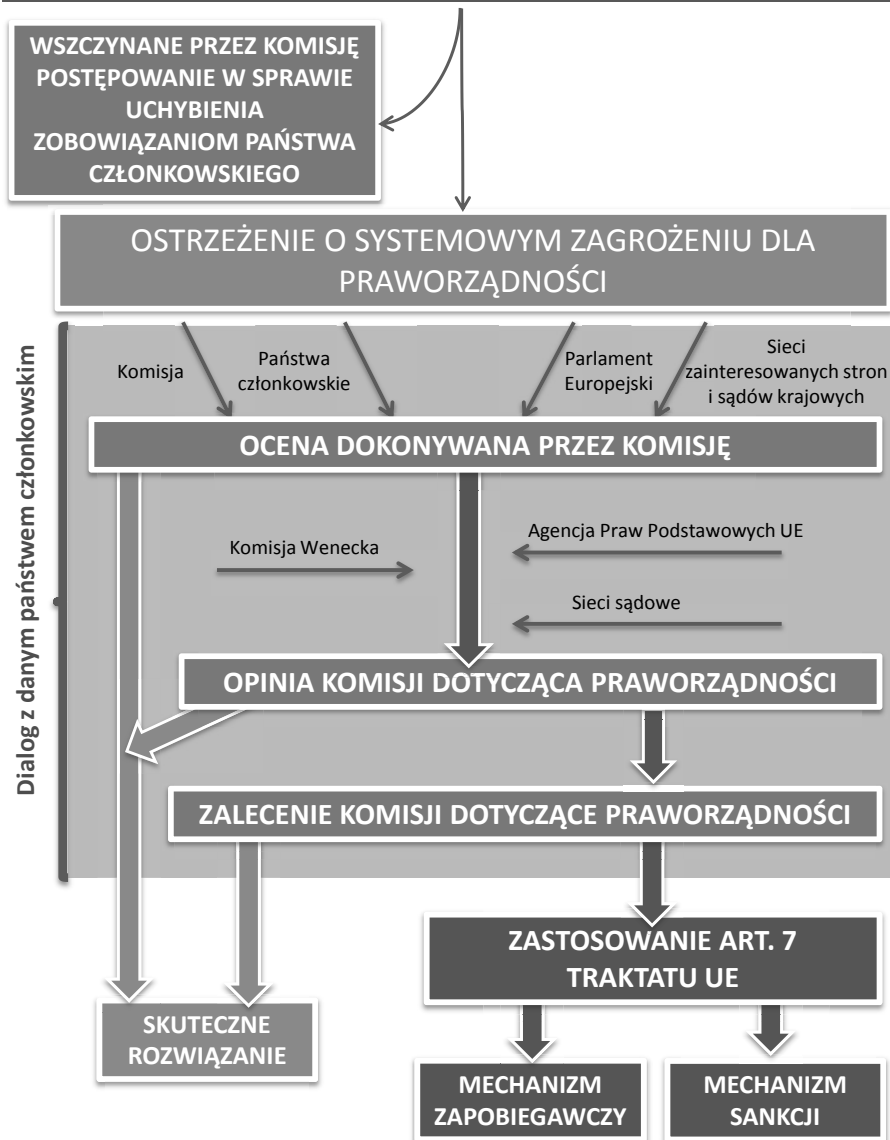 WSZCZYNANE PRZEZ KOMISJĘ
POSTĘPOWANIE W SPRAWIE
UCHYBIENIA
ZOBOWIĄZANIOM PAŃSTWA
CZŁONKOWSKIEGO
OSTRZEŻENIE O SYSTEMOWYM ZAGROŻENIU DLA
PRAWORZĄDNOŚCI
Dialog z danym państwem członkowskim
Komisja
Państwa
członkowskie
Parlament
Europejski
Sieci
zainteresowanych stron
i sądów krajowych
OCENA DOKONYWANA PRZEZ KOMISJĘ
Komisja Wenecka
Agencja Praw Podstawowych UE
Sieci sądowe
OPINIA KOMISJI DOTYCZĄCA PRAWORZĄDNOŚCI
ZALECENIE KOMISJI DOTYCZĄCE PRAWORZĄDNOŚCI
ZASTOSOWANIE ART. 7
TRAKTATU UE
SKUTECZNE
ROZWIĄZANIE
MECHANIZM
ZAPOBIEGAWCZY
MECHANIZM
SANKCJI